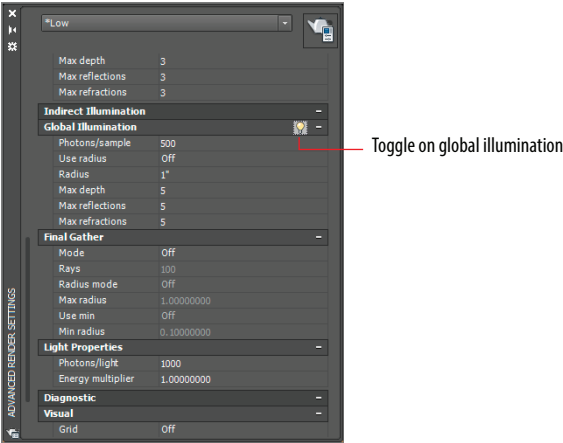 *Low
Max depth 3
Max reflections 3
Max refractions 3
Indirect Illumination
Global Illumination
Photons/sample 500
Use radius Off
Radius 1"
Max depth 5
Max reflections 5
Max refractions 5
Final Gather
Mode Off
Rays 100
Radius mode Off
Max radius 1.00000000
Use min Off
Min radius 0.10000000
Light Properties
Photons/light 1000
Energy multiplier 1.00000000
Diagnostic
Visual
Grid Off
ADVANCED RENDER SETTINGS
Toggle on global illumination